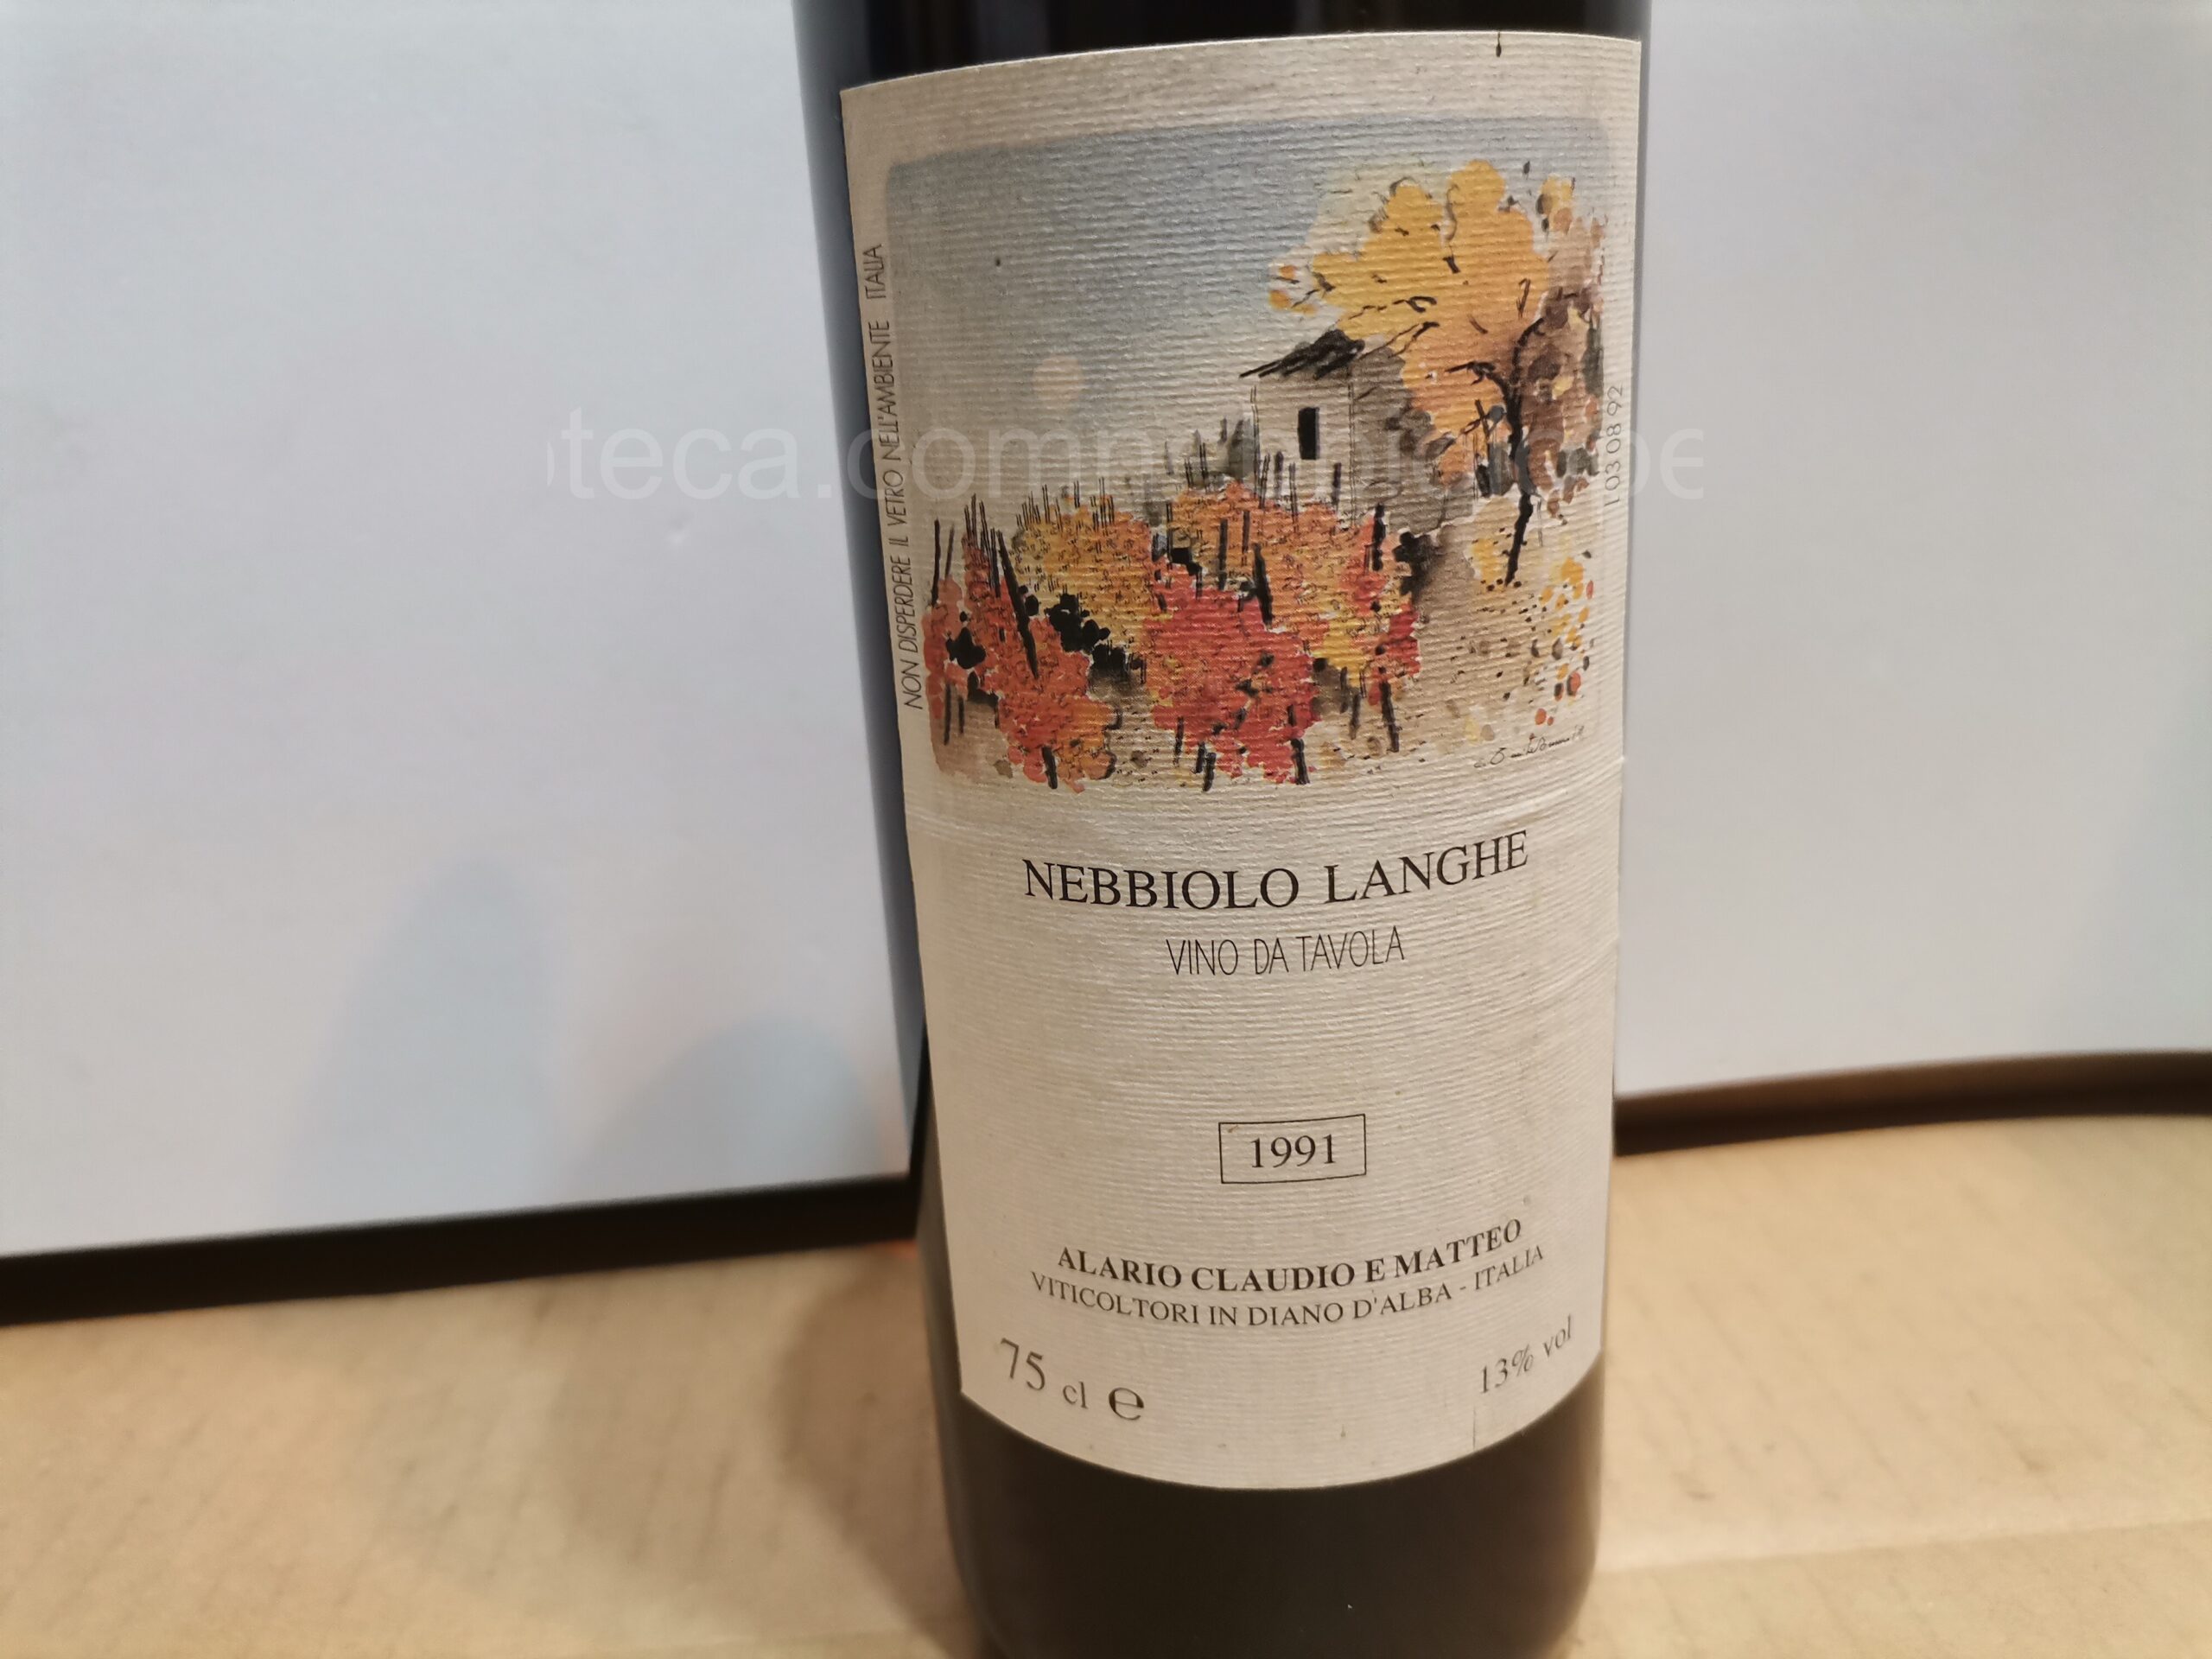 NON DISPERDERE IL VETRO NELL'AMBIENTE ITALIA
1 03 08 92
NEBBIOLO LANGHE
VINO DA TAVOLA
1991
ALARIO CLAUDIO E MATTEO
VITICOLTORI IN DIANO D'ALBA - ITALIA
75 cl e
13% vol